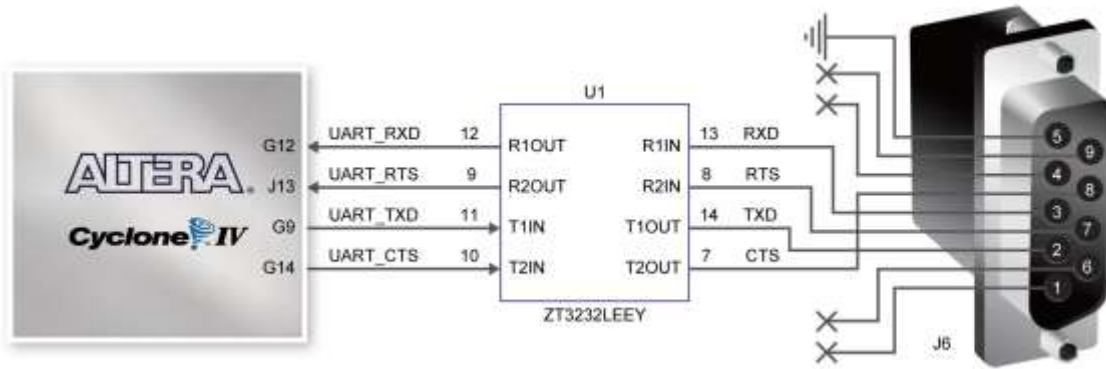 U1
G12 UART_RXD 12 R1OUT R1IN 13 RXD
J13 UART_RTS 9 R2OUT R2IN 8 RTS
G9 UART_TXD 11 T1IN T1OUT 14 TXD
G14 UART_CTS 10 T2IN T2OUT 7 CTS
ALTERA.
Cyclone IV
ZT3232LEEY
5
9
4
8
3
7
2
6
1
J6